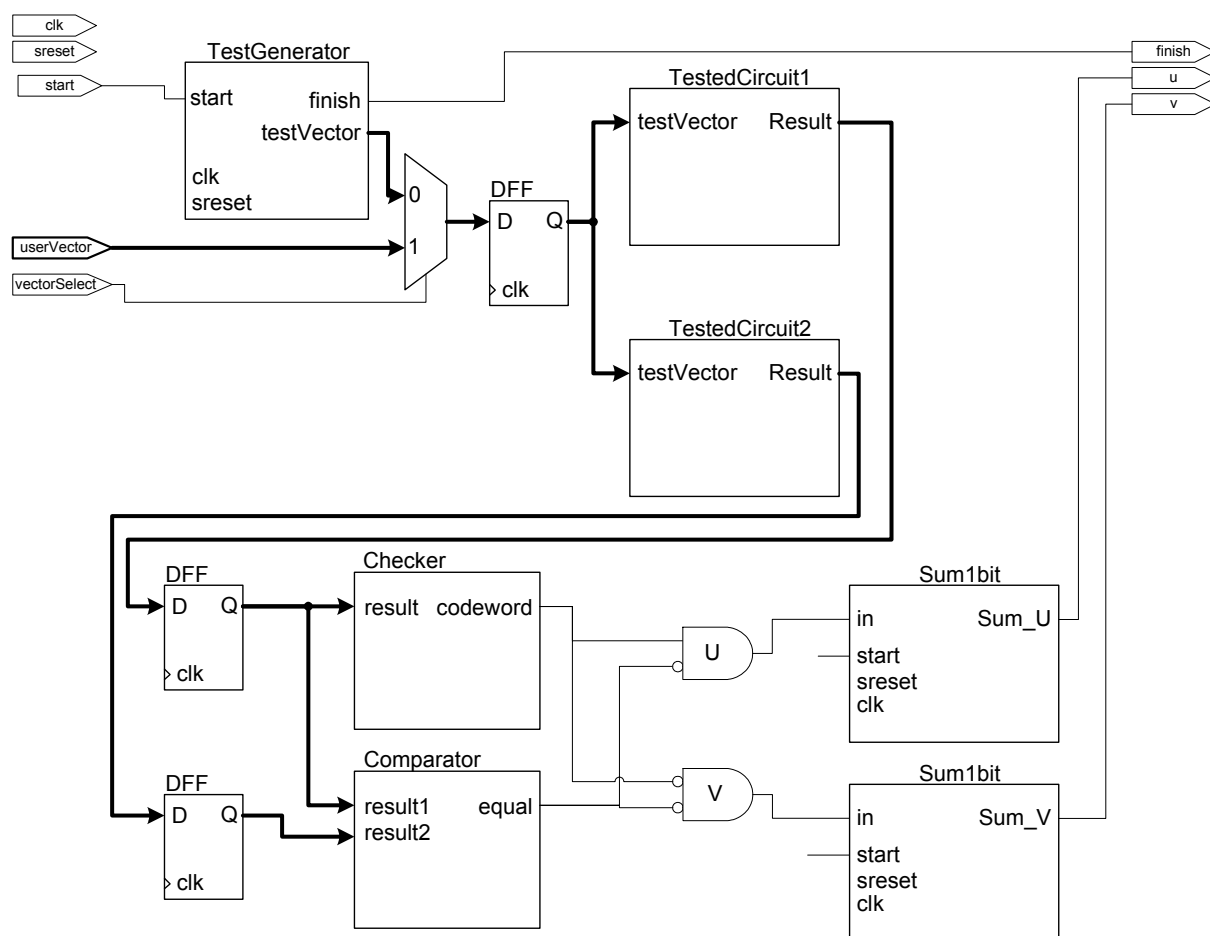 clk
sreset
start
TestGenerator
start
finish
testVector
clk
sreset
userVector
vectorSelect
0
1
DFF
D Q
clk
TestedCircuit1
testVector Result
TestedCircuit2
testVector Result
finish
u
v
DFF
D Q
clk
Checker
result codeword
DFF
D Q
clk
Comparator
result1
equal
result2
U
V
Sum1bit
in
Sum_U
start
sreset
clk
Sum1bit
in
Sum_V
start
sreset
clk